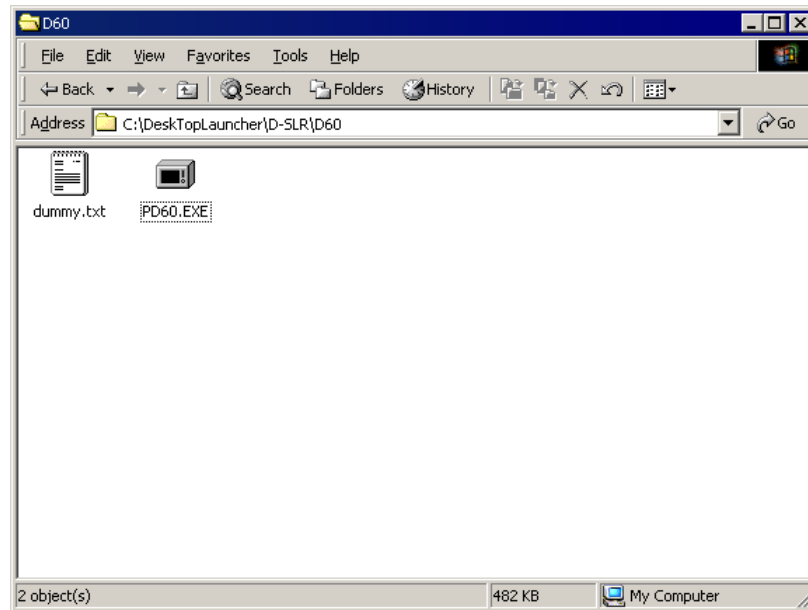 D60
File Edit View Favorites Tools Help
Back Search Folders History
Address C:\DeskTopLauncher\D-SLR\D60 Go
dummy.txt PD60.EXE
2 object(s) 482 KB My Computer